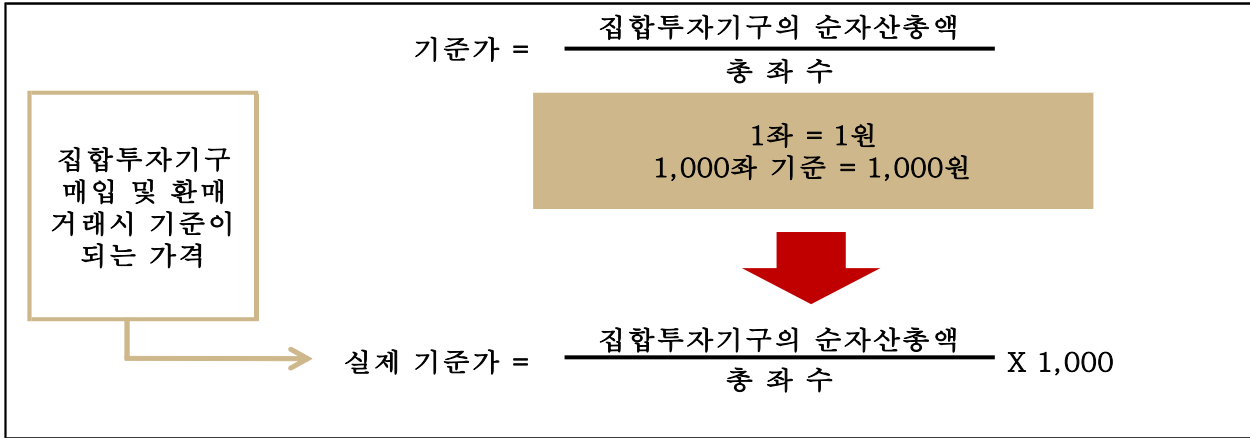 집합투자기구의 순자산총액
기준가 =
총 좌 수
1좌 = 1원
1,000좌 기준 = 1,000원
집합투자기구
매입 및 환매
거래시 기준이
되는 가격
집합투자기구의 순자산총액
실제 기준가 = X 1,000
총 좌 수